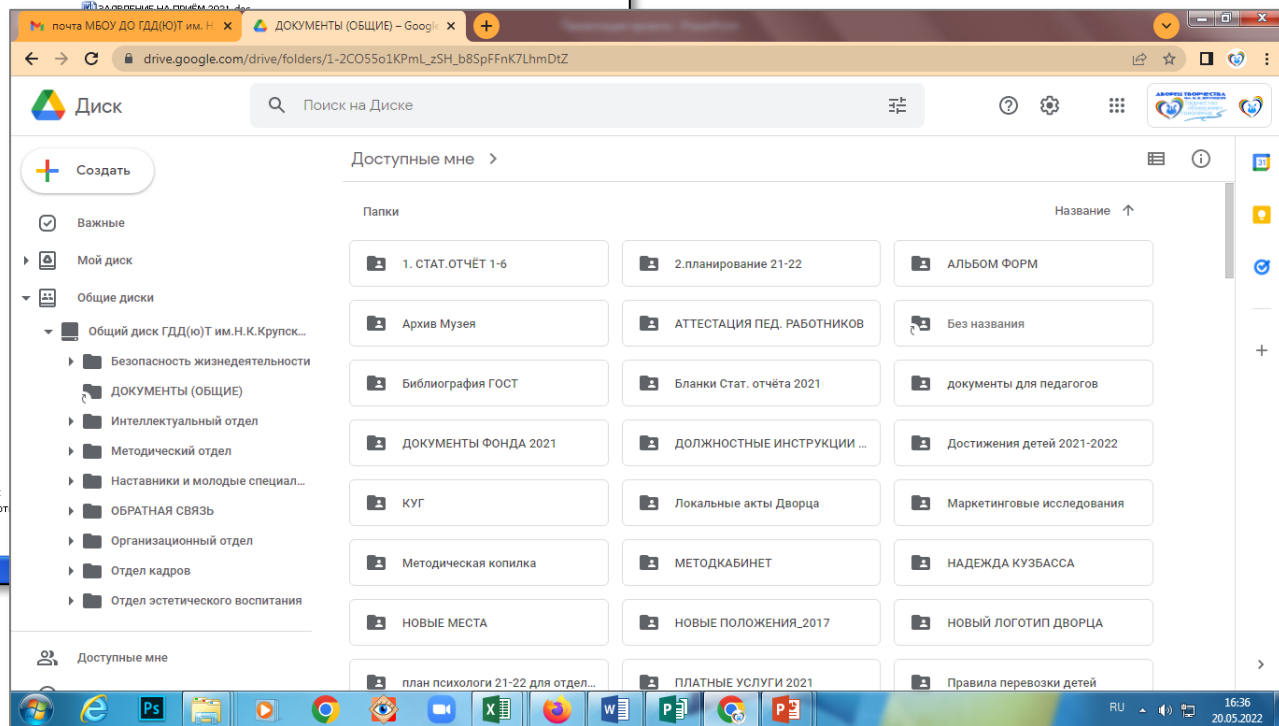 ЗАЯВЛЕНИЕ НА ПРИЁМ 2021.doc
почта МБОУ ДО ГДД(Ю)Т им. Н
ДОКУМЕНТЫ (ОБЩИЕ) – Google
drive.google.com/drive/folders/1-2CO55o1KPmL_zSH_b8SpFFnK7LhmDtZ
Диск
Поиск на Диске
Создать
Доступные мне
Важные
Папки
Название
Мой диск
1. СТАТ.ОТЧЁТ 1-6
2.планирование 21-22
АЛЬБОМ ФОРМ
Общие диски
Общий диск ГДД(ю)Т им.Н.К.Крупск...
Архив Музея
АТТЕСТАЦИЯ ПЕД. РАБОТНИКОВ
Без названия
Безопасность жизнедеятельности
ДОКУМЕНТЫ (ОБЩИЕ)
Библиография ГОСТ
Бланки Стат. отчёта 2021
документы для педагогов
Интеллектуальный отдел
Методический отдел
ДОКУМЕНТЫ ФОНДА 2021
ДОЛЖНОСТНЫЕ ИНСТРУКЦИИ ...
Достижения детей 2021-2022
Наставники и молодые специал...
ОБРАТНАЯ СВЯЗЬ
КУГ
Локальные акты Дворца
Маркетинговые исследования
Организационный отдел
Отдел кадров
Методическая копилка
МЕТОДКАБИНЕТ
НАДЕЖДА КУЗБАССА
Отдел эстетического воспитания
НОВЫЕ МЕСТА
НОВЫЕ ПОЛОЖЕНИЯ_2017
НОВЫЙ ЛОГОТИП ДВОРЦА
Доступные мне
план психологи 21-22 для отдел...
ПЛАТНЫЕ УСЛУГИ 2021
Правила перевозки детей
RU
16:36
20.05.2022